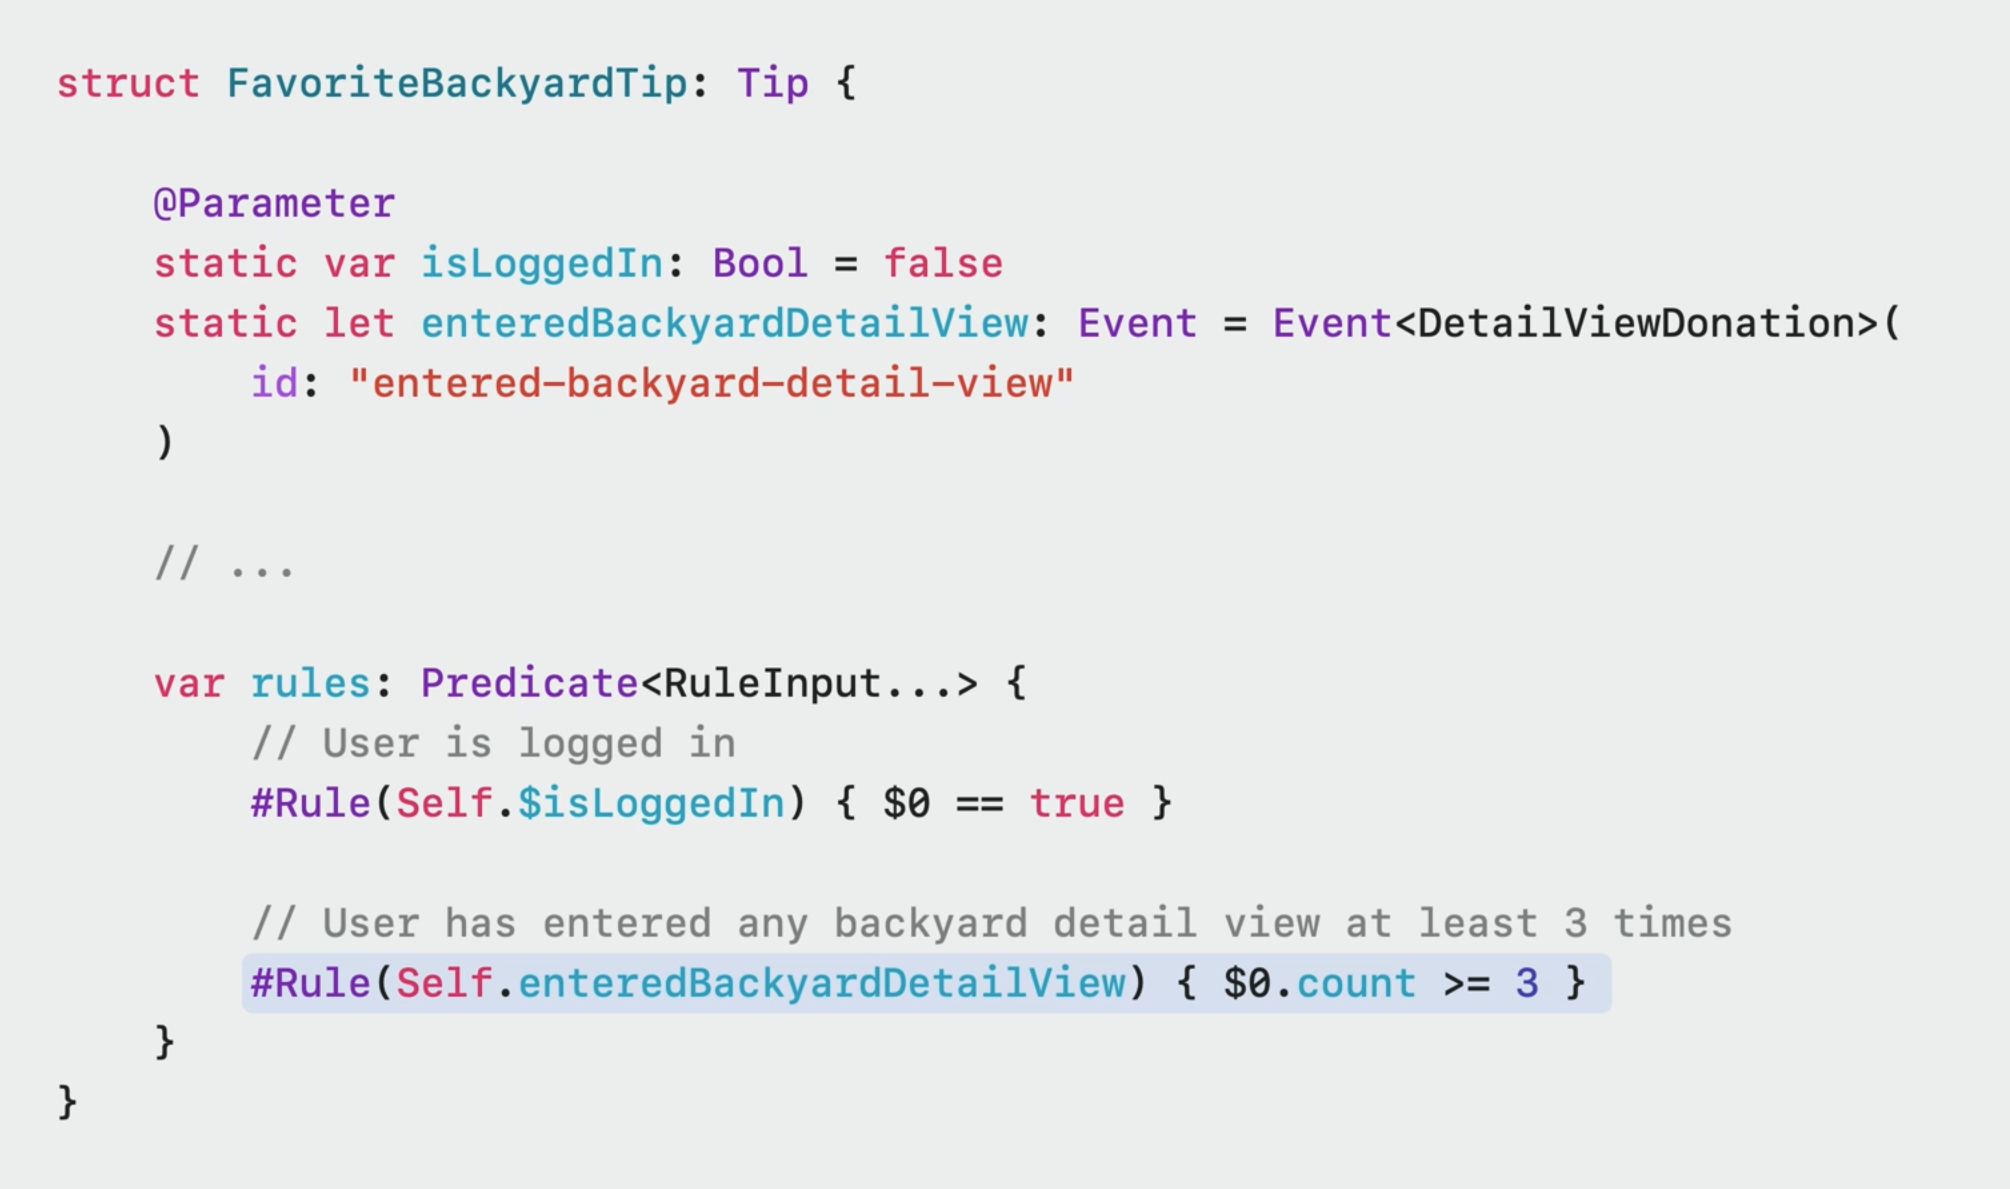 struct FavoriteBackyardTip: Tip {
@Parameter
static var isLoggedIn: Bool = false
static let enteredBackyardDetailView: Event = Event<DetailViewDonation>(
id: "entered-backyard-detail-view"
)
// ...
var rules: Predicate<RuleInput...> {
// User is logged in
#Rule(Self.$isLoggedIn) { $0 == true }
// User has entered any backyard detail view at least 3 times
#Rule(Self.enteredBackyardDetailView) { $0.count >= 3 }
}
}